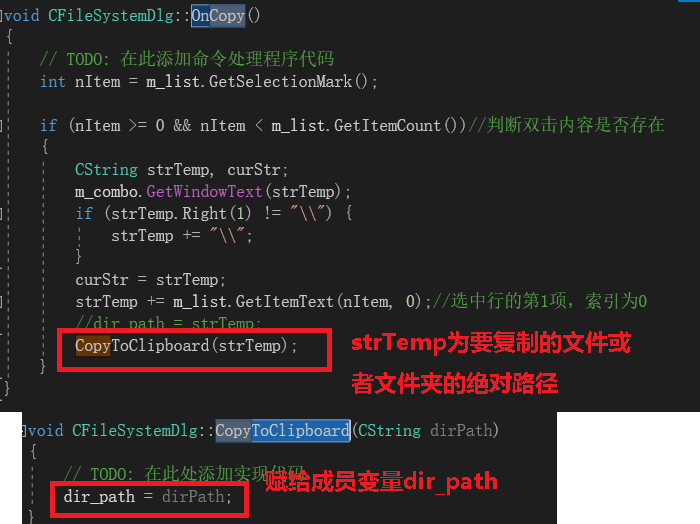 void CFileSystemDlg::OnCopy()
{
// TODO: 在此添加命令处理程序代码
int nItem = m_list.GetSelectionMark();
if (nItem >= 0 && nItem < m_list.GetItemCount())//判断双击内容是否存在
{
CString strTemp, curStr;
m_combo.GetWindowText(strTemp);
if (strTemp.Right(1) != "\\") {
strTemp += "\\";
}
curStr = strTemp;
strTemp += m_list.GetItemText(nItem, 0);//选中行的第1项，索引为0
//dir_path = strTemp;
CopyToClipboard(strTemp);
strTemp为要复制的文件或
者文件夹的绝对路径
}
}
void CFileSystemDlg::CopyToClipboard(CString dirPath)
{
// TODO: 在此处添加实现代码
dir_path = dirPath;
赋给成员变量dir_path
}